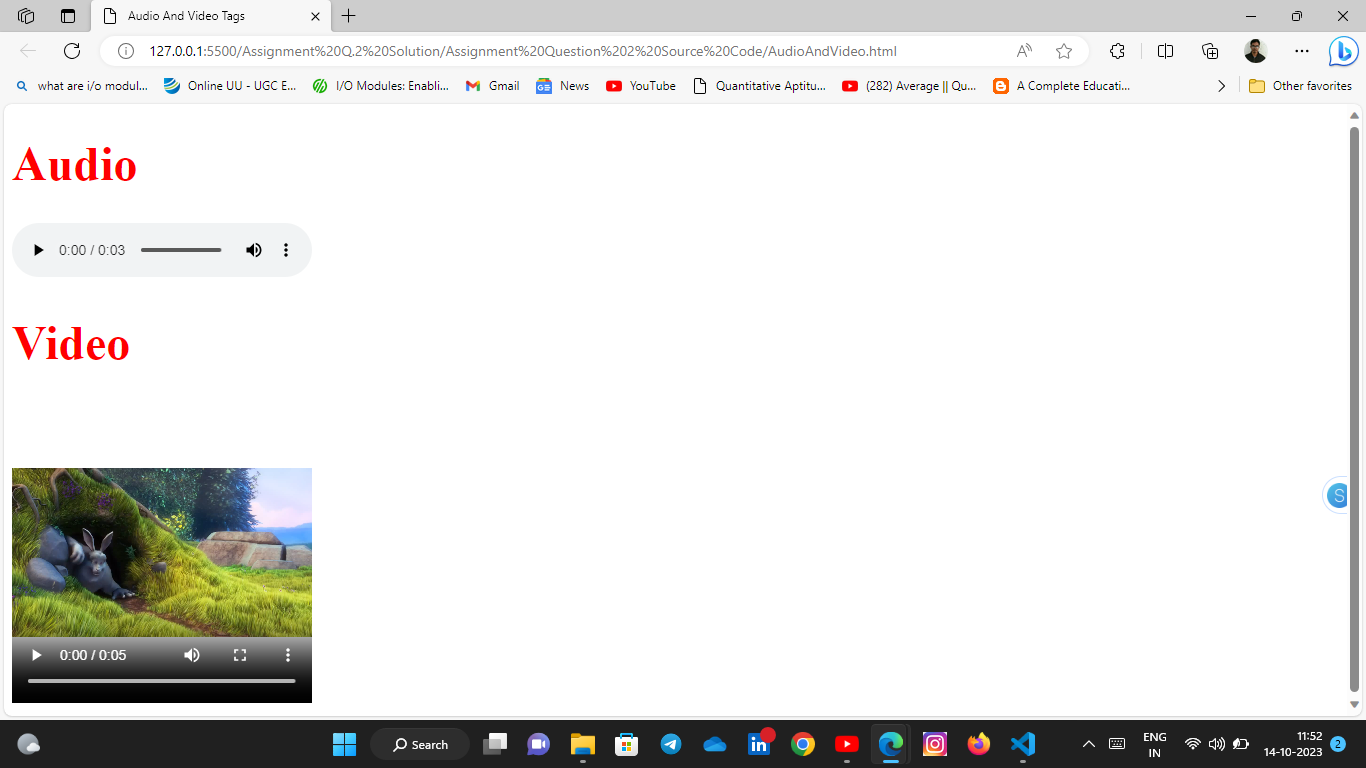 Audio And Video Tags
127.0.0.1:5500/Assignment%20Q.2%20Solution/Assignment%20Question%202%20Source%20Code/AudioAndVideo.html
what are i/o modul... Online UU - UGC E... I/O Modules: Enabli... Gmail News YouTube Quantitative Aptitu... (282) Average || Qu... A Complete Educati... Other favorites
Audio
0:00 / 0:03
Video
S
0:00 / 0:05
Search
ENG
IN
11:52
14-10-2023
2